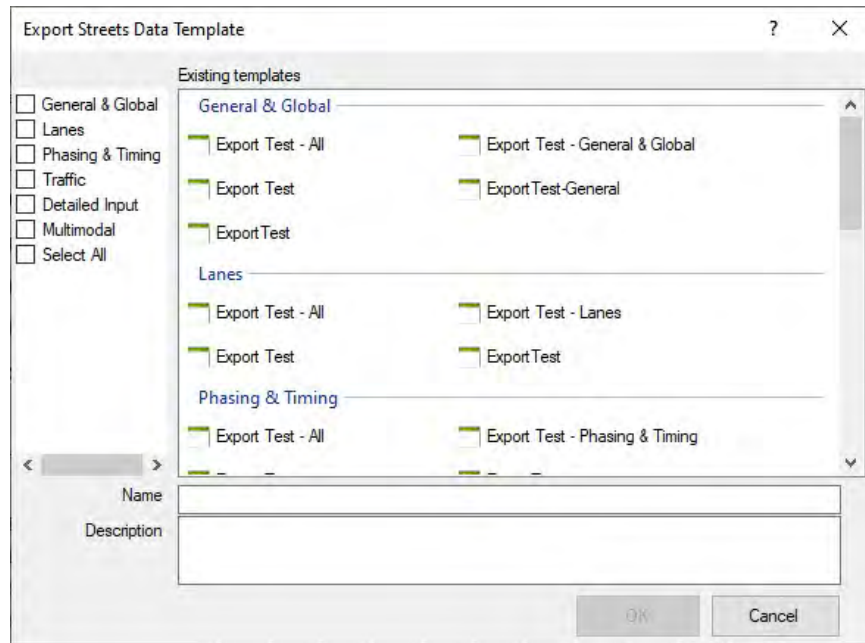 Export Streets Data Template
Existing templates
General & Global
Lanes
Phasing & Timing
Traffic
Detailed Input
Multimodal
Select All
General & Global
Export Test - All
Export Test - General & Global
Export Test
ExportTest-General
ExportTest
Lanes
Export Test - All
Export Test - Lanes
Export Test
ExportTest
Phasing & Timing
Export Test - All
Export Test - Phasing & Timing
Name
Description
OK
Cancel